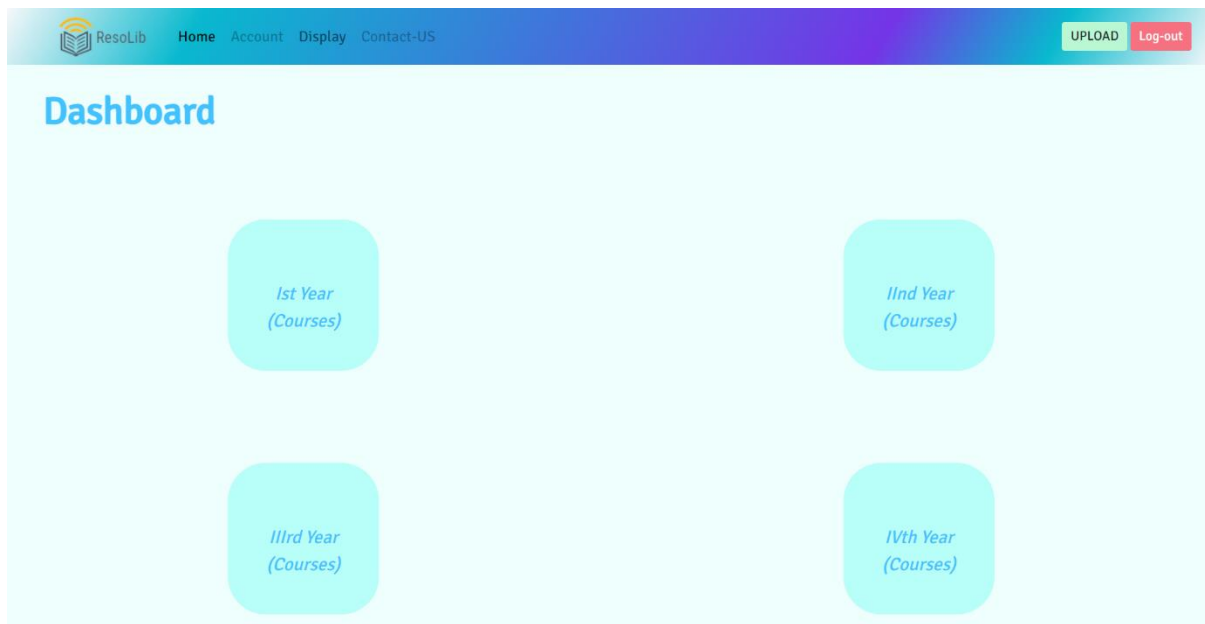 ResoLib Home Account Display Contact-US UPLOAD Log-out
Dashboard
Ist Year
(Courses)
IInd Year
(Courses)
IIIrd Year
(Courses)
IVth Year
(Courses)